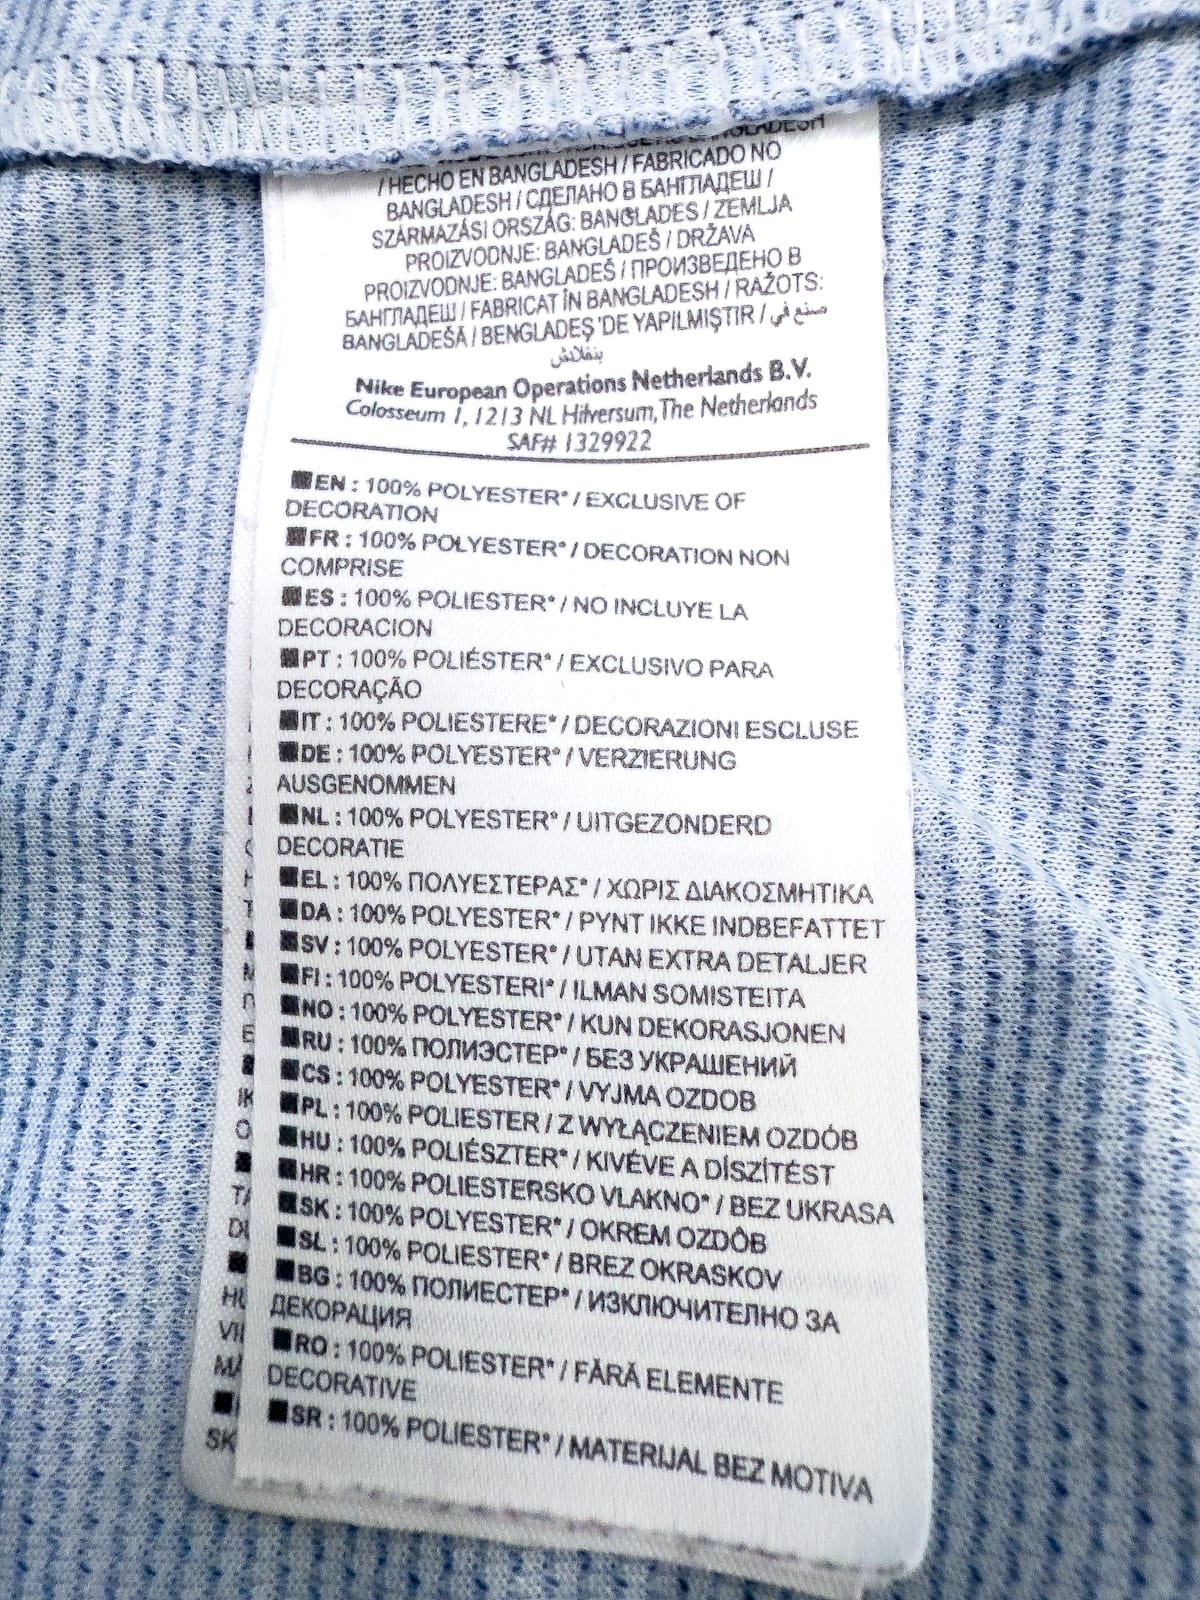 BANGLADESH
/ HECHO EN BANGLADESH / FABRICADO NO
BANGLADESH / СДЕЛАНО В БАНГЛАДЕШ /
SZÁRMAZÁSI ORSZÁG: BANGLADES / ZEMLJA
PROIZVODNJE: BANGLADEŠ / DRŽAVA
PROIZVODNJE: BANGLADEŠ / ПРОИЗВЕДЕНО В
БАНГЛАДЕШ / FABRICAT ÎN BANGLADESH / RAŽOTS:
BANGLADEŠĀ / BENGLADEŞ 'DE YAPILMIŞTIR / صنع في
بنغلادش
Nike European Operations Netherlands B.V.
Colosseum 1, 1213 NL Hilversum, The Netherlands
SAF# 1329922
EN : 100% POLYESTER* / EXCLUSIVE OF
DECORATION
FR : 100% POLYESTER* / DECORATION NON
COMPRISE
ES : 100% POLIESTER* / NO INCLUYE LA
DECORACION
PT : 100% POLIÉSTER* / EXCLUSIVO PARA
DECORAÇÃO
IT : 100% POLIESTERE* / DECORAZIONI ESCLUSE
DE : 100% POLYESTER* / VERZIERUNG
AUSGENOMMEN
NL : 100% POLYESTER* / UITGEZONDERD
DECORATIE
EL : 100% ΠΟΛΥΕΣΤΕΡΑΣ* / ΧΩΡΙΣ ΔΙΑΚΟΣΜΗΤΙΚΑ
DA : 100% POLYESTER* / PYNT IKKE INDBEFATTET
SV : 100% POLYESTER* / UTAN EXTRA DETALJER
FI : 100% POLYESTERI* / ILMAN SOMISTEITA
NO : 100% POLYESTER* / KUN DEKORASJONEN
RU : 100% ПОЛИЭСТЕР* / БЕЗ УКРАШЕНИЙ
CS : 100% POLYESTER* / VYJMA OZDOB
PL : 100% POLIESTER / Z WYŁĄCZENIEM OZDÓB
HU : 100% POLIÉSZTER* / KIVÉVE A DÍSZÍTÉST
HR : 100% POLIESTERSKO VLAKNO* / BEZ UKRASA
SK : 100% POLYESTER* / OKREM OZDÔB
SL : 100% POLIESTER* / BREZ OKRASKOV
BG : 100% ПОЛИЕСТЕР* / ИЗКЛЮЧИТЕЛНО ЗА
ДЕКОРАЦИЯ
RO : 100% POLIESTER* / FĂRĂ ELEMENTE
DECORATIVE
SR : 100% POLIESTER* / MATERIJAL BEZ MOTIVA